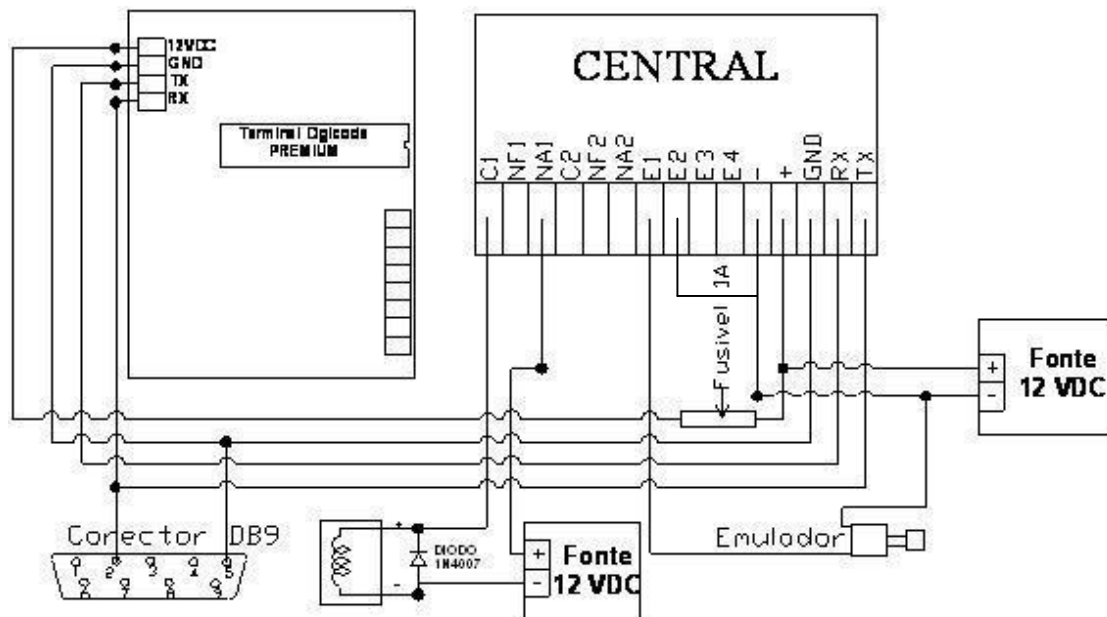 12VDC
GND
TX
RX
Terminal Digicode
PREMIUM
CENTRAL
C1
NF1
NA1
C2
NF2
NA2
E1
E2
E3
E4
-
+
GND
RX
TX
Fusivel 1A
+
-
Fonte
12 VDC
Conector DB9
1
2
3
4
5
6
7
8
9
+
-
DIODO
1N4007
+
-
Fonte
12 VDC
Emulador